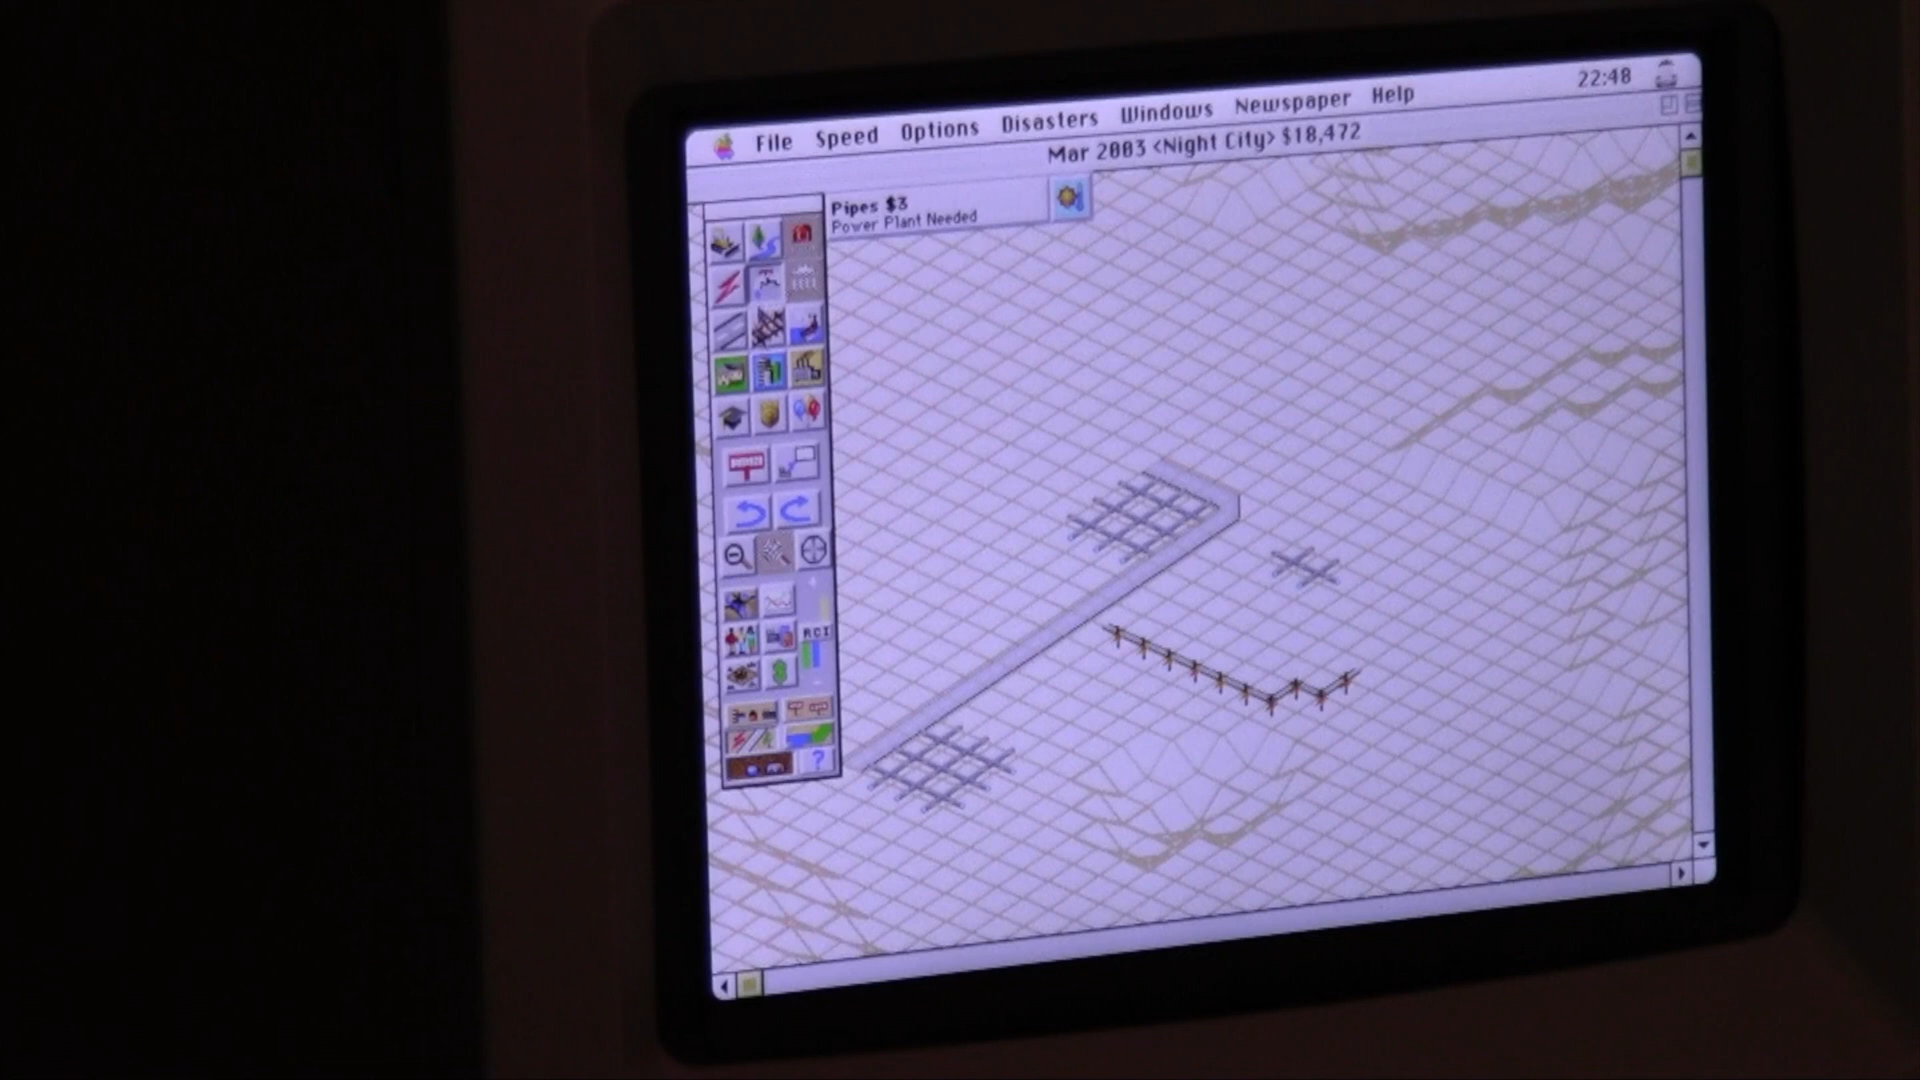 File Speed Options Disasters Windows Newspaper Help 22:48
Mar 2003 <Night City> $18,472
Pipes $3
Power Plant Needed
RCI
?